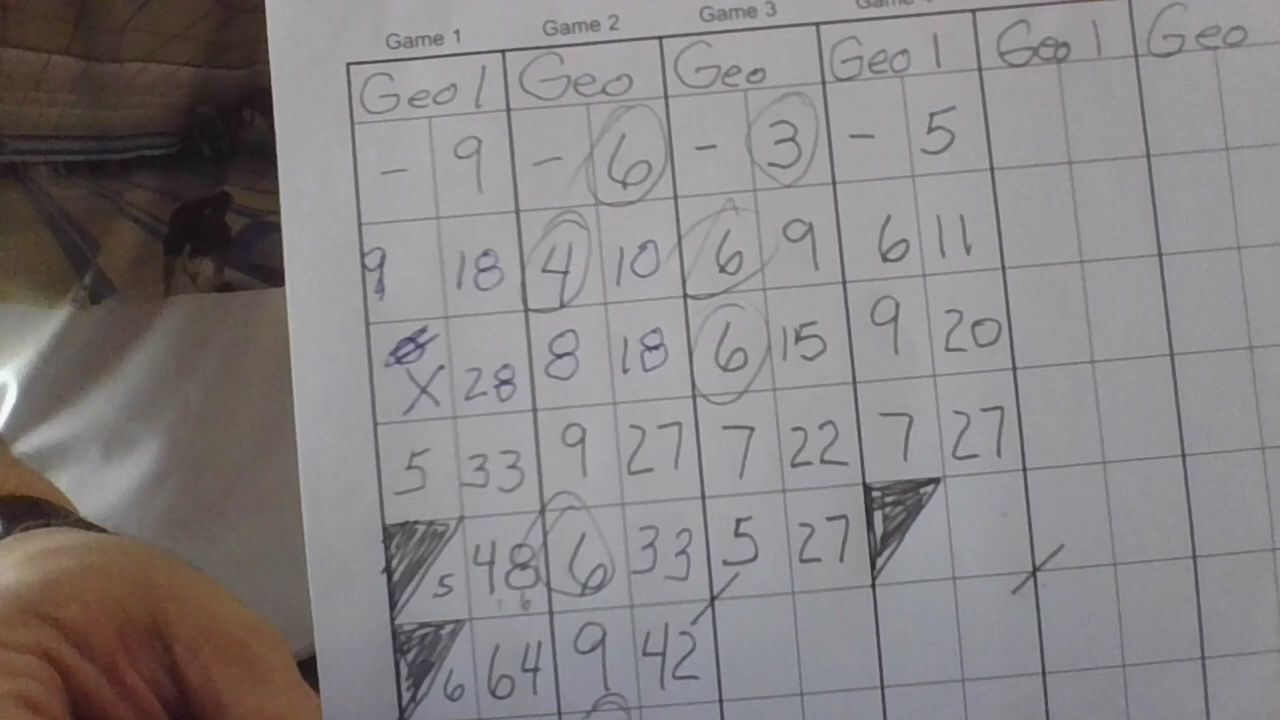 Game 1 Game 2 Game 3
Geo 1 Geo Geo Geo 1 Geo 1 Geo
- 9 - 6 - 3 - 5
9 18 4 10 6 9 6 11
X 28 8 18 6 15 9 20
5 33 9 27 7 22 7 27
5 48 6 33 5 27
6 64 9 42